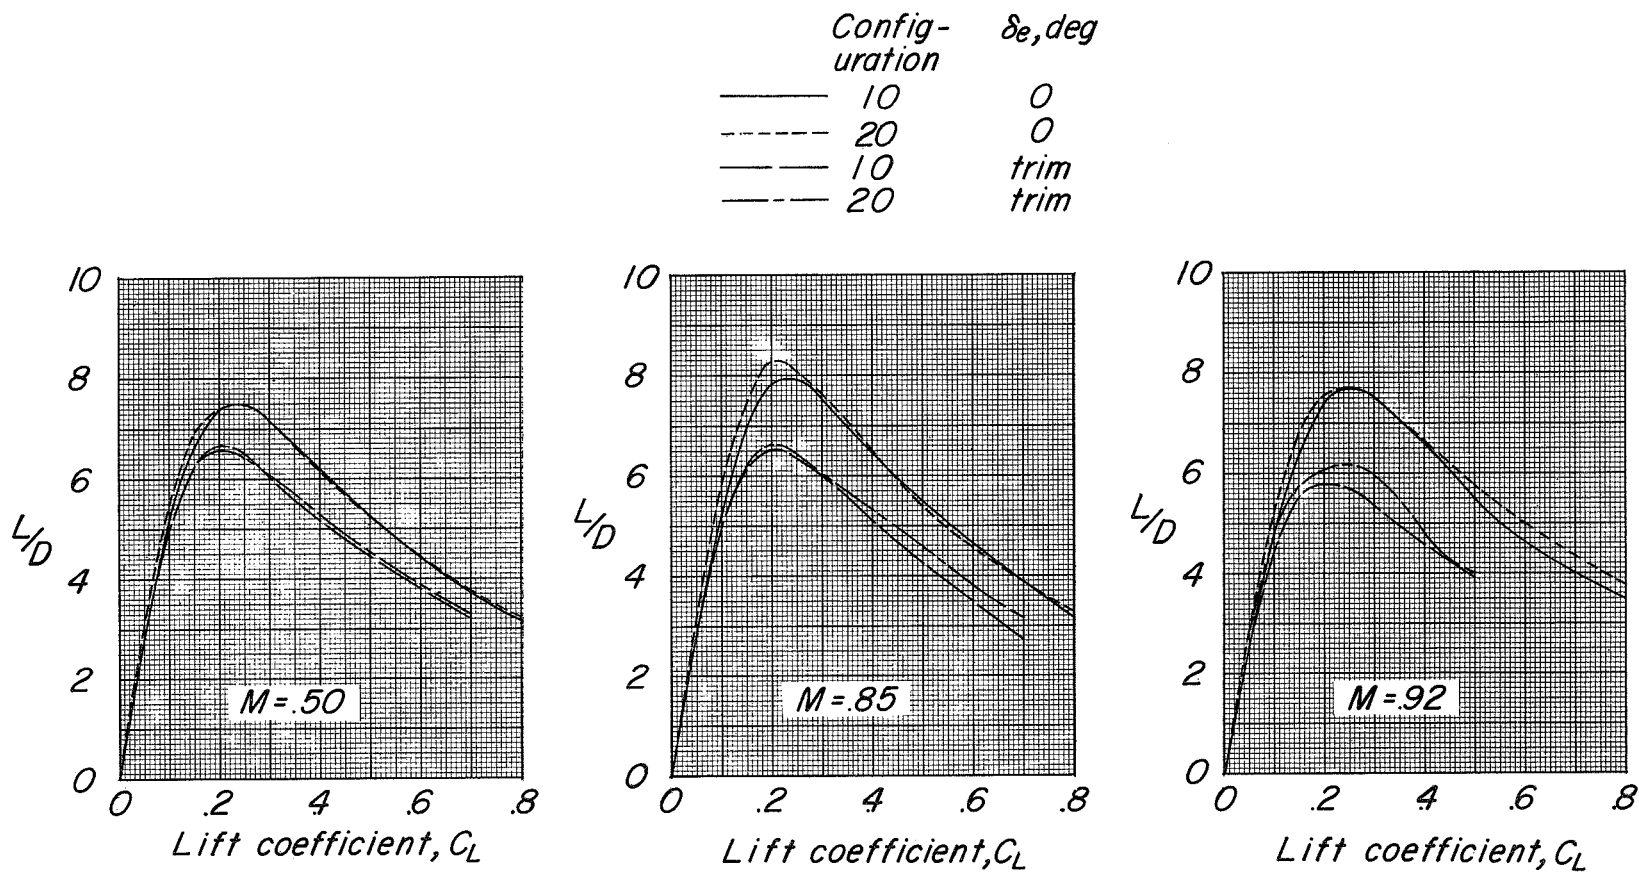 Config- δe, deg
uration
10 0
20 0
10 trim
20 trim
10
8
6
4
2
0
L/D
M=.50
0 .2 .4 .6 .8
Lift coefficient, CL
10
8
6
4
2
0
L/D
M=.85
0 .2 .4 .6 .8
Lift coefficient, CL
10
8
6
4
2
0
L/D
M=.92
0 .2 .4 .6 .8
Lift coefficient, CL